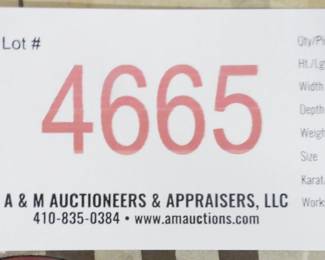 Lot #
4665
A & M AUCTIONEERS & APPRAISERS, LLC
410-835-0384 • www.amauctions.com
Width
Depth
Size